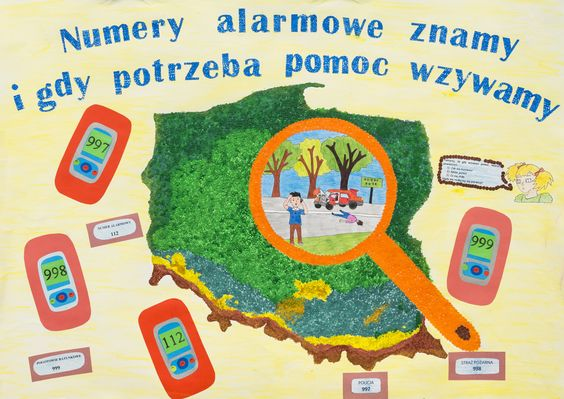 Numery alarmowe znamy
i gdy potrzeba pomoc wzywamy
997
NUMER ALARMOWY
112
998
999
112
POGOTOWIE RATUNKOWE
999
POLICJA
997
STRAŻ POŻARNA
998